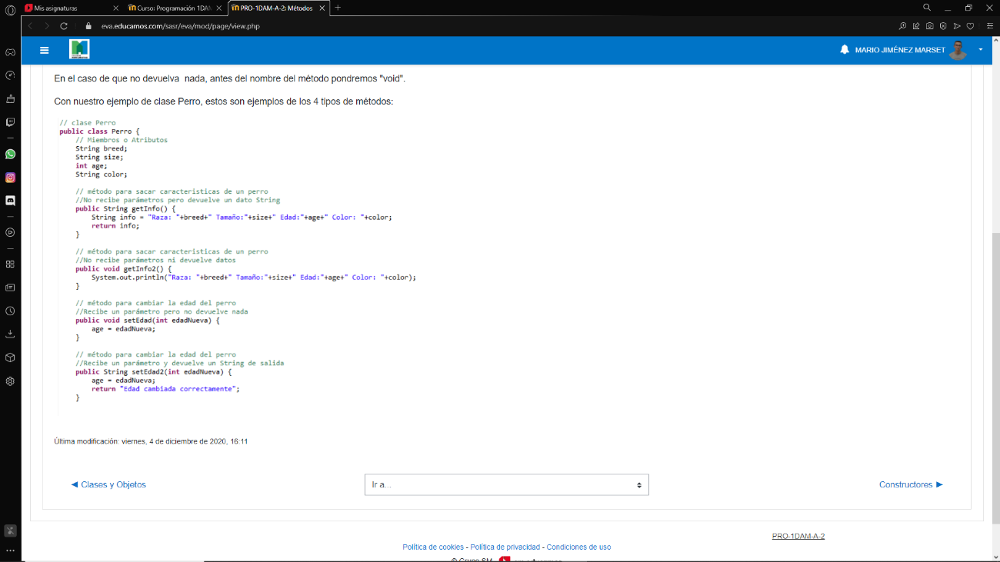 Mis asignaturas
Curso: Programación 1DAM
PRO-1DAM-A-2: Métodos
eva.educamos.com/sasr/eva/mod/page/view.php
MARIO JIMÉNEZ MARSET
En el caso de que no devuelva  nada, antes del nombre del método pondremos "void".
Con nuestro ejemplo de clase Perro, estos son ejemplos de los 4 tipos de métodos:
// clase Perro
public class Perro {
// Miembros o Atributos
String breed;
String size;
int age;
String color;
// método para sacar caracteristicas de un perro
//No recibe parámetros pero devuelve un dato String
public String getInfo() {
String info = "Raza: "+breed+" Tamaño:"+size+" Edad:"+age+" Color: "+color;
return info;
}
// método para sacar caracteristicas de un perro
//No recibe parámetros ni devuelve datos
public void getInfo2() {
System.out.println("Raza: "+breed+" Tamaño:"+size+" Edad:"+age+" Color: "+color);
}
// método para cambiar la edad del perro
//Recibe un parámetro pero no devuelve nada
public void setEdad(int edadNueva) {
age = edadNueva;
}
// método para cambiar la edad del perro
//Recibe un parámetro y devuelve un String de salida
public String setEdad2(int edadNueva) {
age = edadNueva;
return "Edad cambiada correctamente";
}
Última modificación: viernes, 4 de diciembre de 2020, 16:11
◀ Clases y Objetos
Ir a...
Constructores ▶
PRO-1DAM-A-2
Política de cookies - Política de privacidad - Condiciones de uso
© Grupo SM